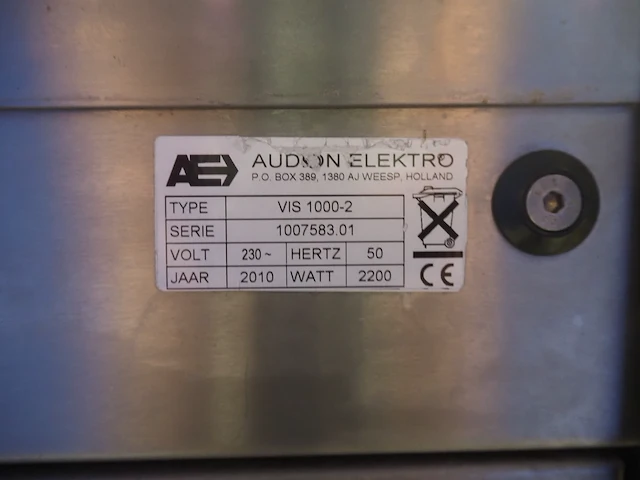 AE
AUDION ELEKTRO
P.O. BOX 389, 1380 AJ WEESP, HOLLAND
TYPE VIS 1000-2
SERIE 1007583.01
VOLT 230~ HERTZ 50
JAAR 2010 WATT 2200
CE